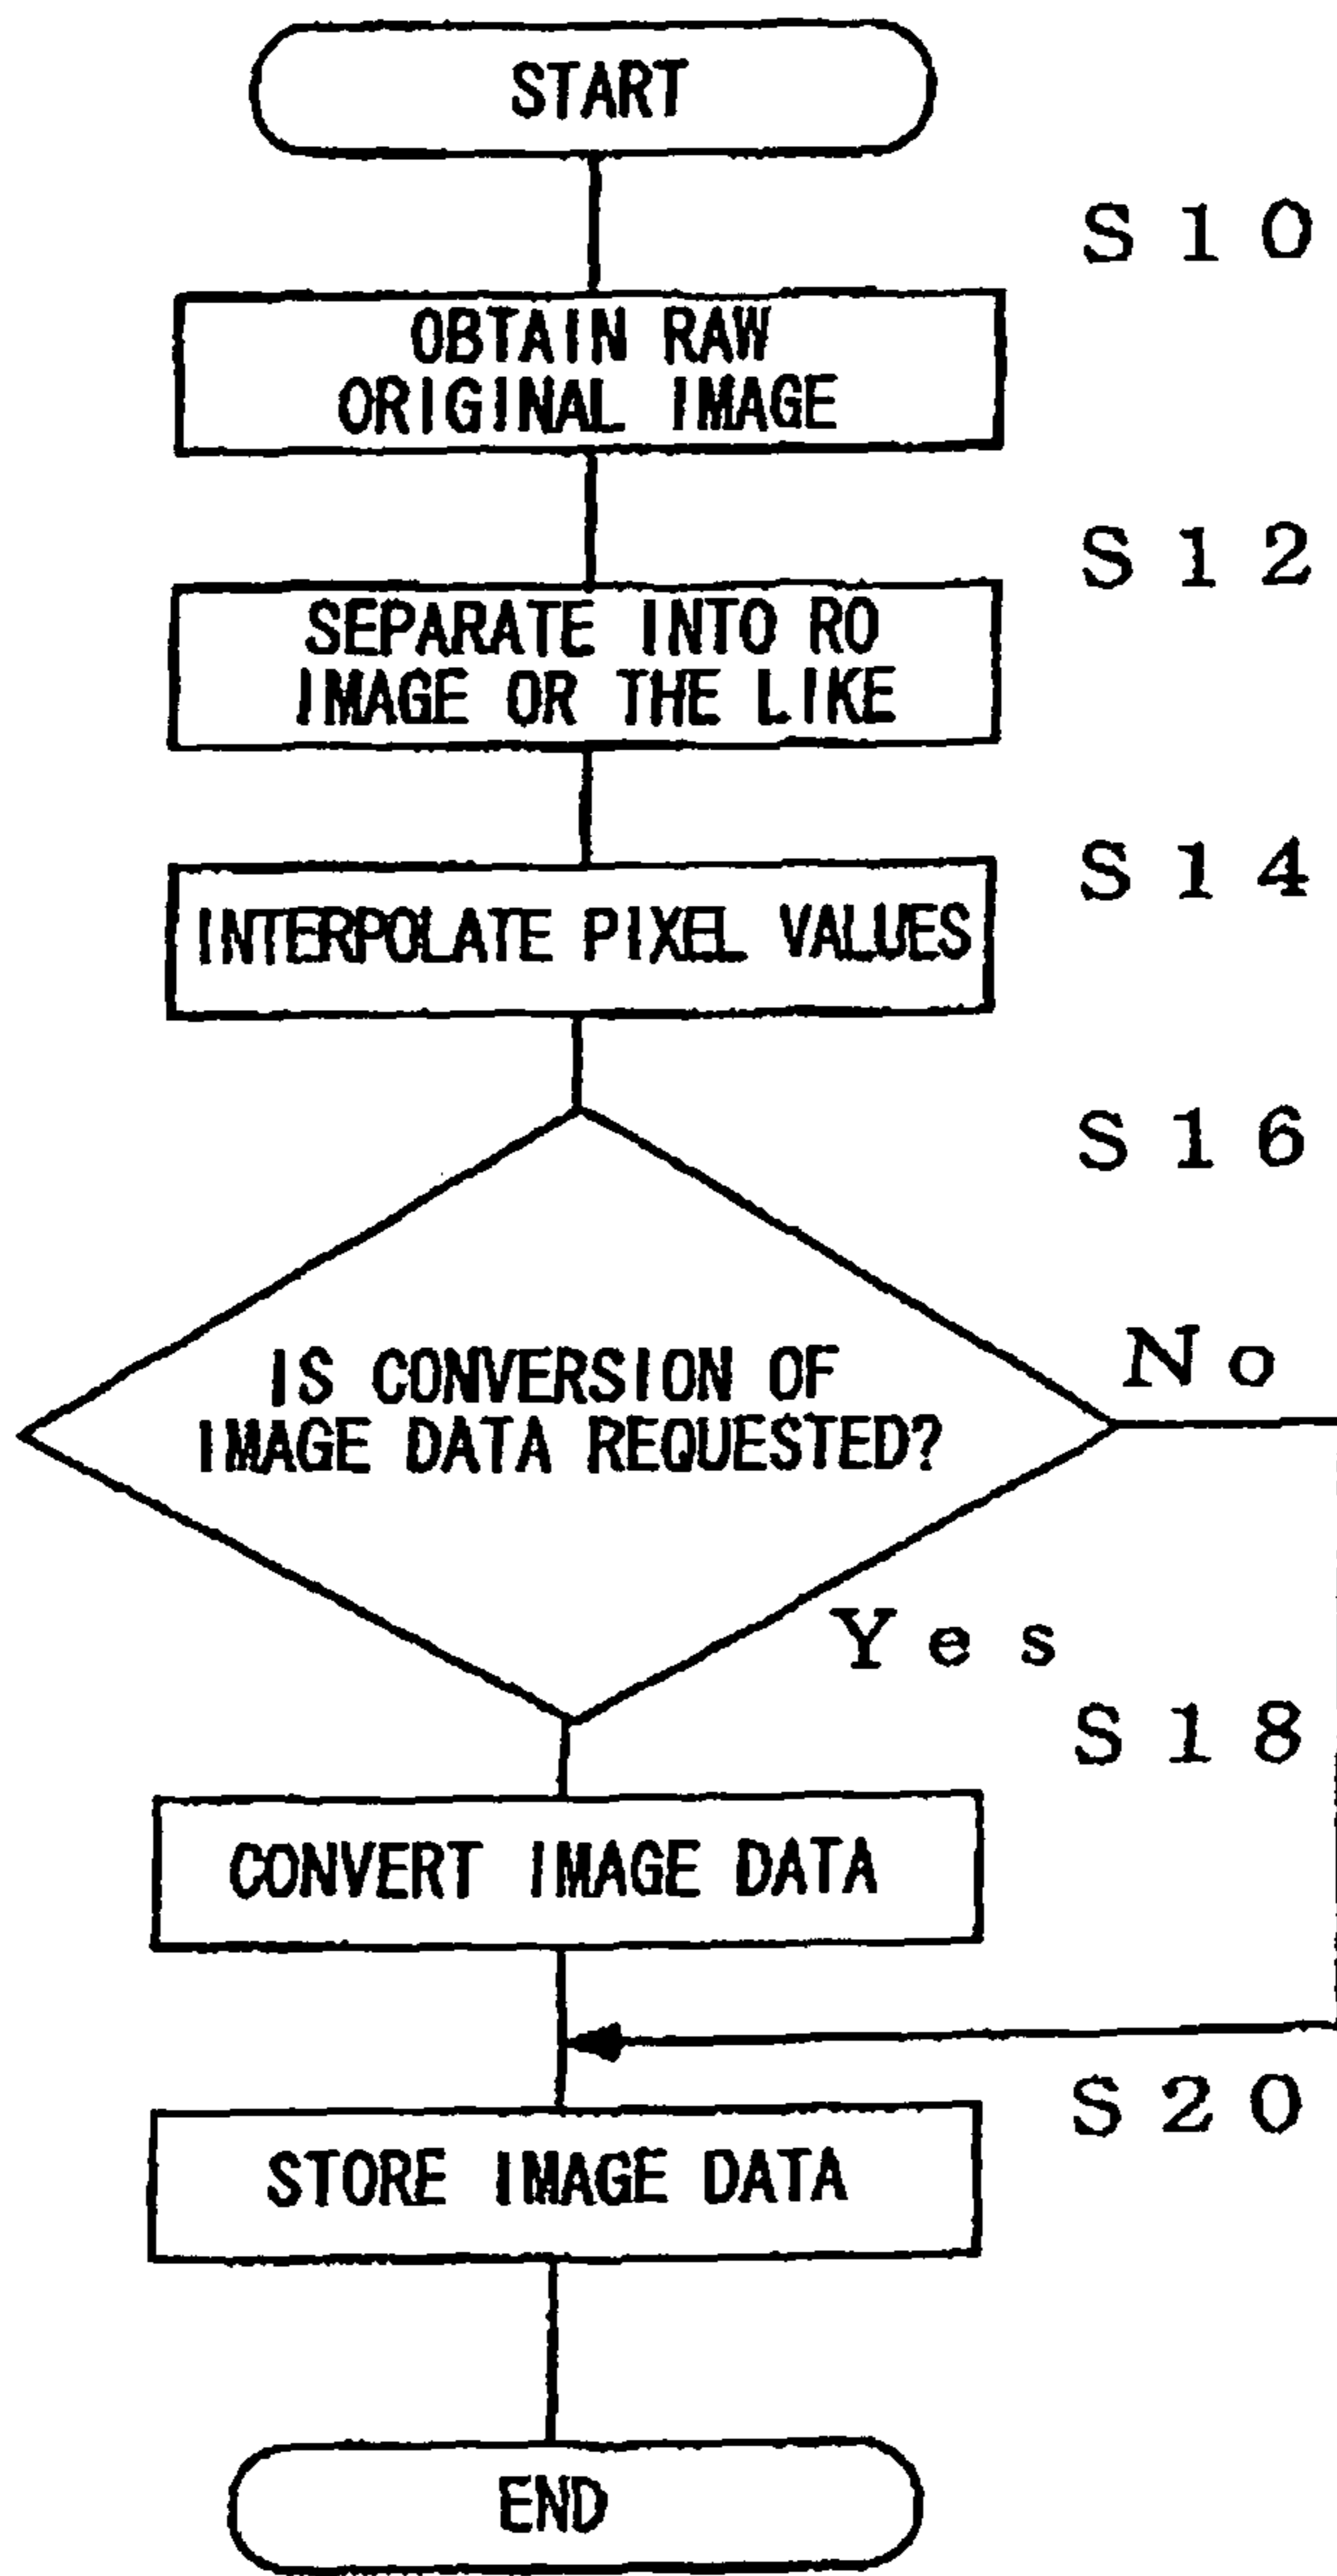 START
S10
OBTAIN RAW
ORIGINAL IMAGE
S12
SEPARATE INTO RO
IMAGE OR THE LIKE
S14
INTERPOLATE PIXEL VALUES
S16
IS CONVERSION OF
IMAGE DATA REQUESTED?
No
Yes
S18
CONVERT IMAGE DATA
S20
STORE IMAGE DATA
END